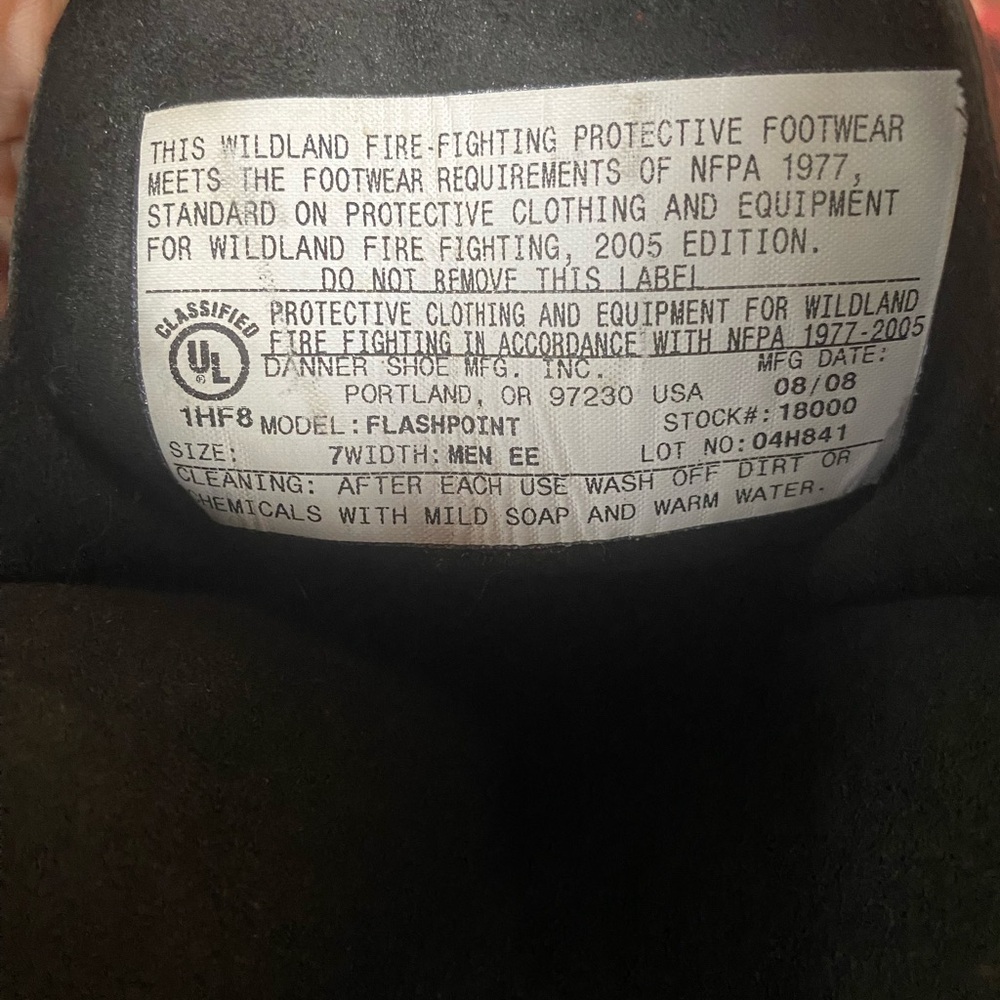 THIS WILDLAND FIRE-FIGHTING PROTECTIVE FOOTWEAR
MEETS THE FOOTWEAR REQUIREMENTS OF NFPA 1977,
STANDARD ON PROTECTIVE CLOTHING AND EQUIPMENT
FOR WILDLAND FIRE FIGHTING, 2005 EDITION.
DO NOT REMOVE THIS LABEL
CLASSIFIED
UL
®
1HF8
PROTECTIVE CLOTHING AND EQUIPMENT FOR WILDLAND
FIRE FIGHTING IN ACCORDANCE WITH NFPA 1977-2005
DANNER SHOE MFG. INC. MFG DATE:
PORTLAND, OR 97230 USA 08/08
MODEL: FLASHPOINT STOCK#: 18000
SIZE: 7WIDTH: MEN EE LOT NO: 04H841
CLEANING: AFTER EACH USE WASH OFF DIRT OR
CHEMICALS WITH MILD SOAP AND WARM WATER.